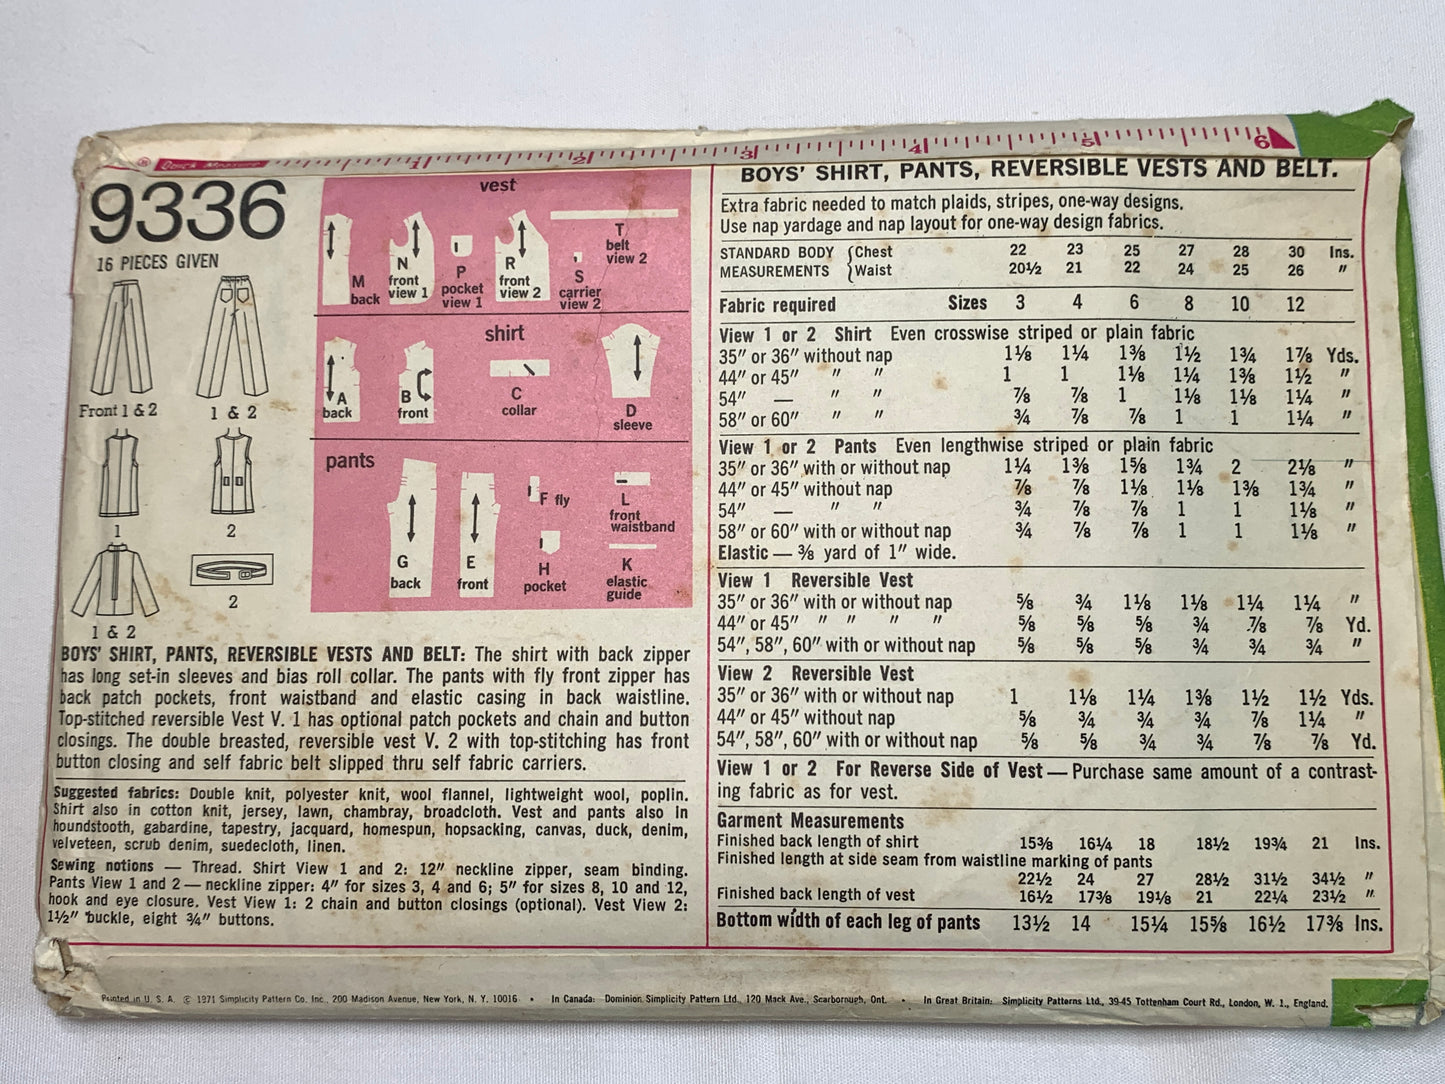 Quick Measure 1 2 3 4 5 6
9336
16 PIECES GIVEN
Front 1 & 2
1 & 2
1
2
1 & 2
2
vest
M
back
N
front
view 1
P
pocket
view 1
R
front
view 2
S
carrier
view 2
T
belt
view 2
shirt
A
back
B
front
C
collar
D
sleeve
pants
G
back
E
front
F fly
H
pocket
L
front
waistband
K
elastic
guide
BOYS' SHIRT, PANTS, REVERSIBLE VESTS AND BELT: The shirt with back zipper
has long set-in sleeves and bias roll collar. The pants with fly front zipper has
back patch pockets, front waistband and elastic casing in back waistline.
Top-stitched reversible Vest V. 1 has optional patch pockets and chain and button
closings. The double breasted, reversible vest V. 2 with top-stitching has front
button closing and self fabric belt slipped thru self fabric carriers.
Suggested fabrics: Double knit, polyester knit, wool flannel, lightweight wool, poplin.
Shirt also in cotton knit, jersey, lawn, chambray, broadcloth. Vest and pants also in
houndstooth, gabardine, tapestry, jacquard, homespun, hopsacking, canvas, duck, denim,
velveteen, scrub denim, suedecloth, linen.
Sewing notions — Thread. Shirt View 1 and 2: 12" neckline zipper, seam binding.
Pants View 1 and 2 — neckline zipper: 4" for sizes 3, 4 and 6; 5" for sizes 8, 10 and 12,
hook and eye closure. Vest View 1: 2 chain and button closings (optional). Vest View 2:
1½" buckle, eight ¾" buttons.
BOYS' SHIRT, PANTS, REVERSIBLE VESTS AND BELT.
Extra fabric needed to match plaids, stripes, one-way designs.
Use nap yardage and nap layout for one-way design fabrics.
STANDARD BODY Chest 22 23 25 27 28 30 Ins.
MEASUREMENTS Waist 20½ 21 22 24 25 26 "
Fabric required Sizes 3 4 6 8 10 12
View 1 or 2 Shirt Even crosswise striped or plain fabric
35" or 36" without nap 1⅛ 1¼ 1⅜ 1½ 1¾ 1⅞ Yds.
44" or 45" " " 1 1 1⅛ 1¼ 1⅜ 1½ "
54" — " " ⅞ ⅞ 1 1⅛ 1⅛ 1¼ "
58" or 60" " " ¾ ⅞ ⅞ 1 1 1¼ "
View 1 or 2 Pants Even lengthwise striped or plain fabric
35" or 36" with or without nap 1¼ 1⅜ 1⅝ 1¾ 2 2⅛ "
44" or 45" without nap ⅞ ⅞ 1⅛ 1⅛ 1⅜ 1¾ "
54" — " " ¾ ⅞ ⅞ 1 1 1⅛ "
58" or 60" with or without nap ¾ ⅞ ⅞ 1 1 1⅛ "
Elastic — ⅜ yard of 1" wide.
View 1 Reversible Vest
35" or 36" with or without nap ⅝ ¾ 1⅛ 1⅛ 1¼ 1¼ "
44" or 45" " " " " ⅝ ⅝ ⅝ ¾ ⅞ ⅞ Yd.
54", 58", 60" with or without nap ⅝ ⅝ ⅝ ¾ ¾ ¾ "
View 2 Reversible Vest
35" or 36" with or without nap 1 1⅛ 1¼ 1⅜ 1½ 1½ Yds.
44" or 45" without nap ⅝ ¾ ¾ ¾ ⅞ 1¼ "
54", 58", 60" with or without nap ⅝ ⅝ ¾ ¾ ⅞ ⅞ Yd.
View 1 or 2 For Reverse Side of Vest — Purchase same amount of a contrast-
ing fabric as for vest.
Garment Measurements
Finished back length of shirt 15⅜ 16¼ 18 18½ 19¾ 21 Ins.
Finished length at side seam from waistline marking of pants
22½ 24 27 28½ 31½ 34½ "
Finished back length of vest 16½ 17⅜ 19⅛ 21 22¼ 23½ "
Bottom width of each leg of pants 13½ 14 15¼ 15⅝ 16½ 17⅜ Ins.
Printed in U. S. A. © 1971 Simplicity Pattern Co. Inc., 200 Madison Avenue, New York, N. Y. 10016 • In Canada: Dominion Simplicity Pattern Ltd., 120 Mack Ave., Scarborough, Ont. • In Great Britain: Simplicity Patterns Ltd., 39-45 Tottenham Court Rd., London, W. 1., England.